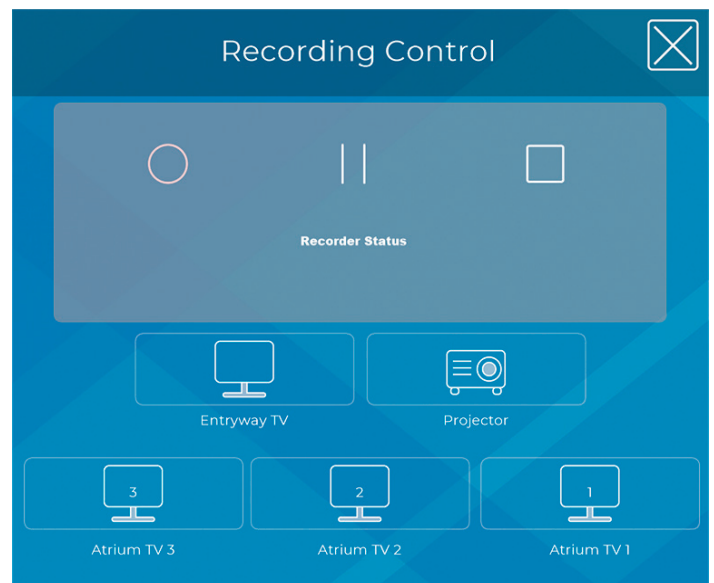 Recording Control
Recorder Status
Entryway TV
Projector
3
2
1
Atrium TV 3
Atrium TV 2
Atrium TV 1